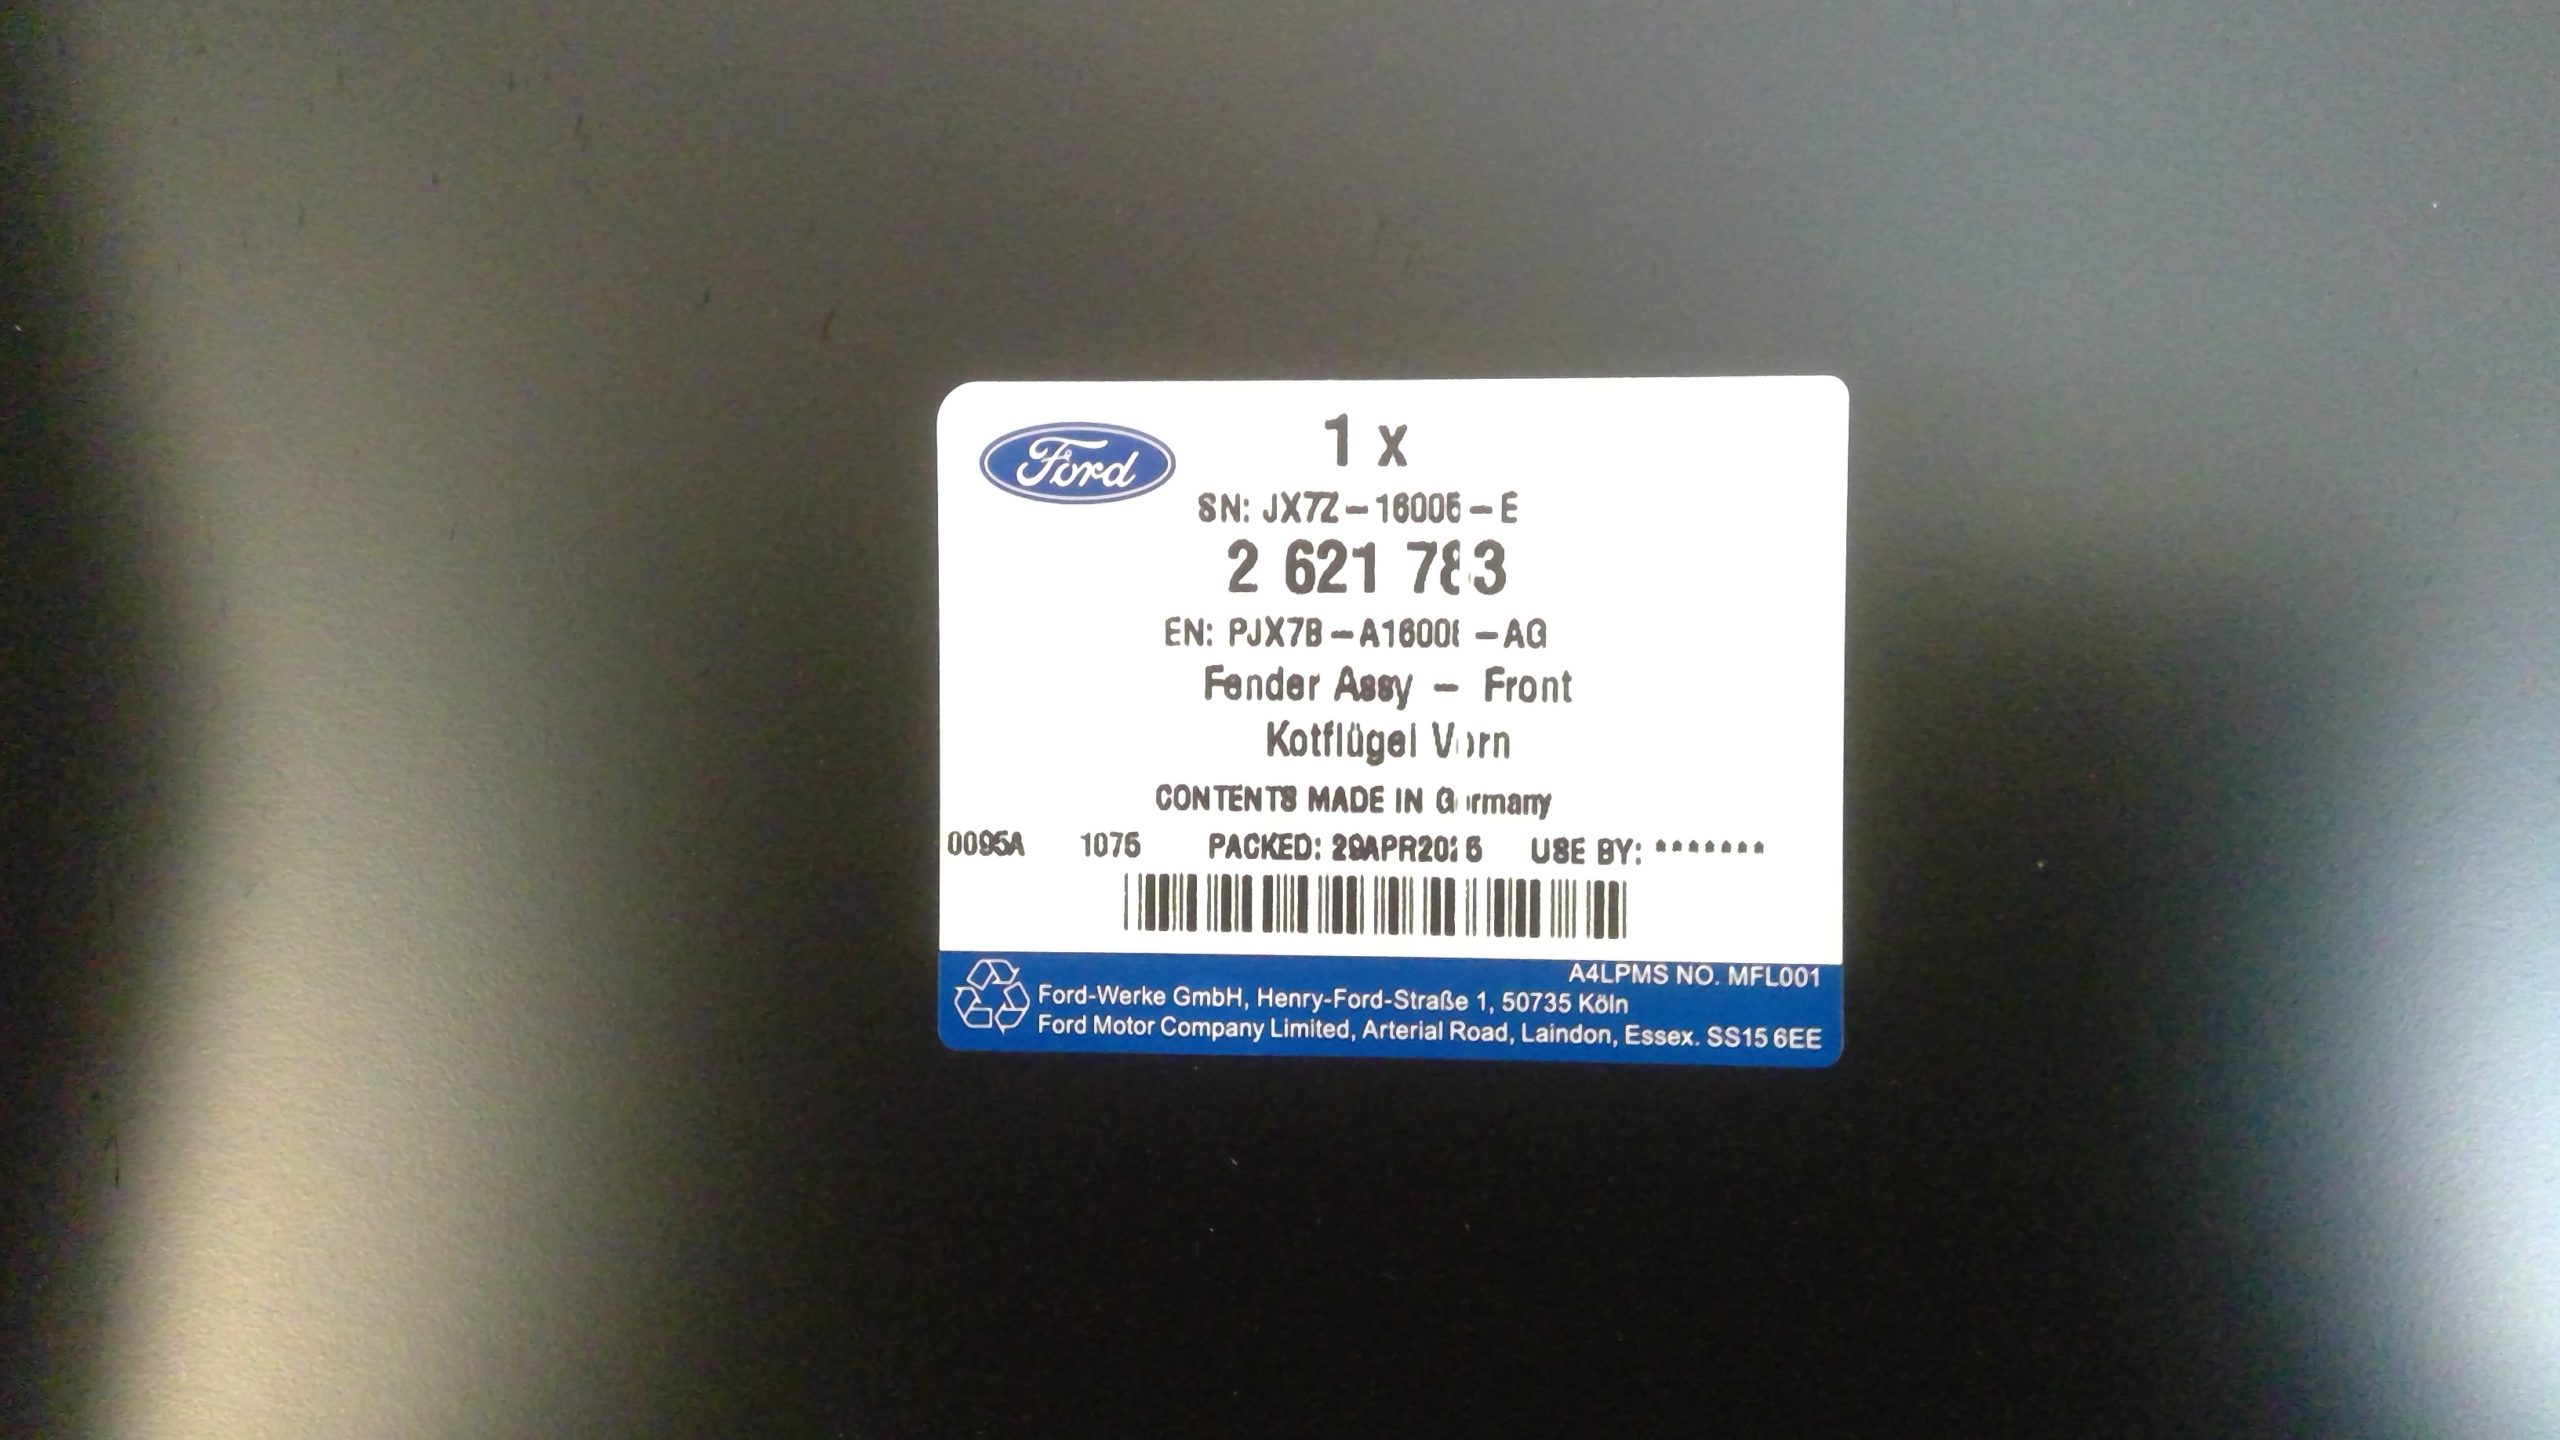 Ford
1 x
SN: JX7Z-16005-E
2 621 783
EN: PJX7B-A1600 -AG
Fender Assy - Front
Kotflügel Vorn
CONTENTS MADE IN Germany
0095A 1075 PACKED: USE BY: *******
A4LPMS NO. MFL001
Ford-Werke GmbH, Henry-Ford-Straße 1, 50735 Köln
Ford Motor Company Limited, Arterial Road, Laindon, Essex. SS15 6EE